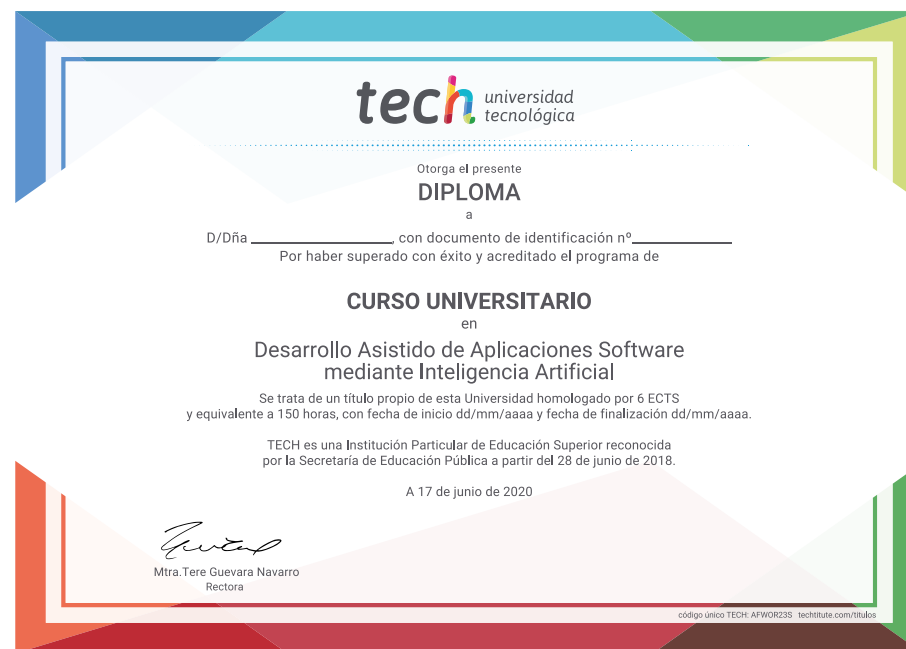 tech universidad
tecnológica
Otorga el presente
DIPLOMA
a
D/Dña ____________________, con documento de identificación nº______________
Por haber superado con éxito y acreditado el programa de
CURSO UNIVERSITARIO
en
Desarrollo Asistido de Aplicaciones Software
mediante Inteligencia Artificial
Se trata de un título propio de esta Universidad homologado por 6 ECTS
y equivalente a 150 horas, con fecha de inicio dd/mm/aaaa y fecha de finalización dd/mm/aaaa.
TECH es una Institución Particular de Educación Superior reconocida
por la Secretaría de Educación Pública a partir del 28 de junio de 2018.
A 17 de junio de 2020
Mtra.Tere Guevara Navarro
Rectora
código único TECH: AFWOR23S techtitute.com/titulos